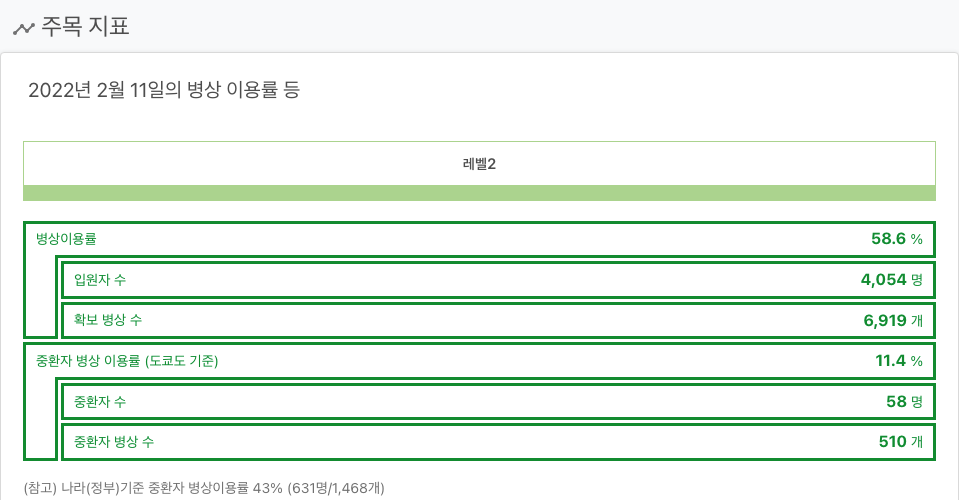 주목 지표
2022년 2월 11일의 병상 이용률 등
레벨2
병상이용률 58.6 %
입원자 수 4,054 명
확보 병상 수 6,919 개
중환자 병상 이용률 (도쿄도 기준) 11.4 %
중환자 수 58 명
중환자 병상 수 510 개
(참고) 나라(정부)기준 중환자 병상이용률 43% (631명/1,468개)